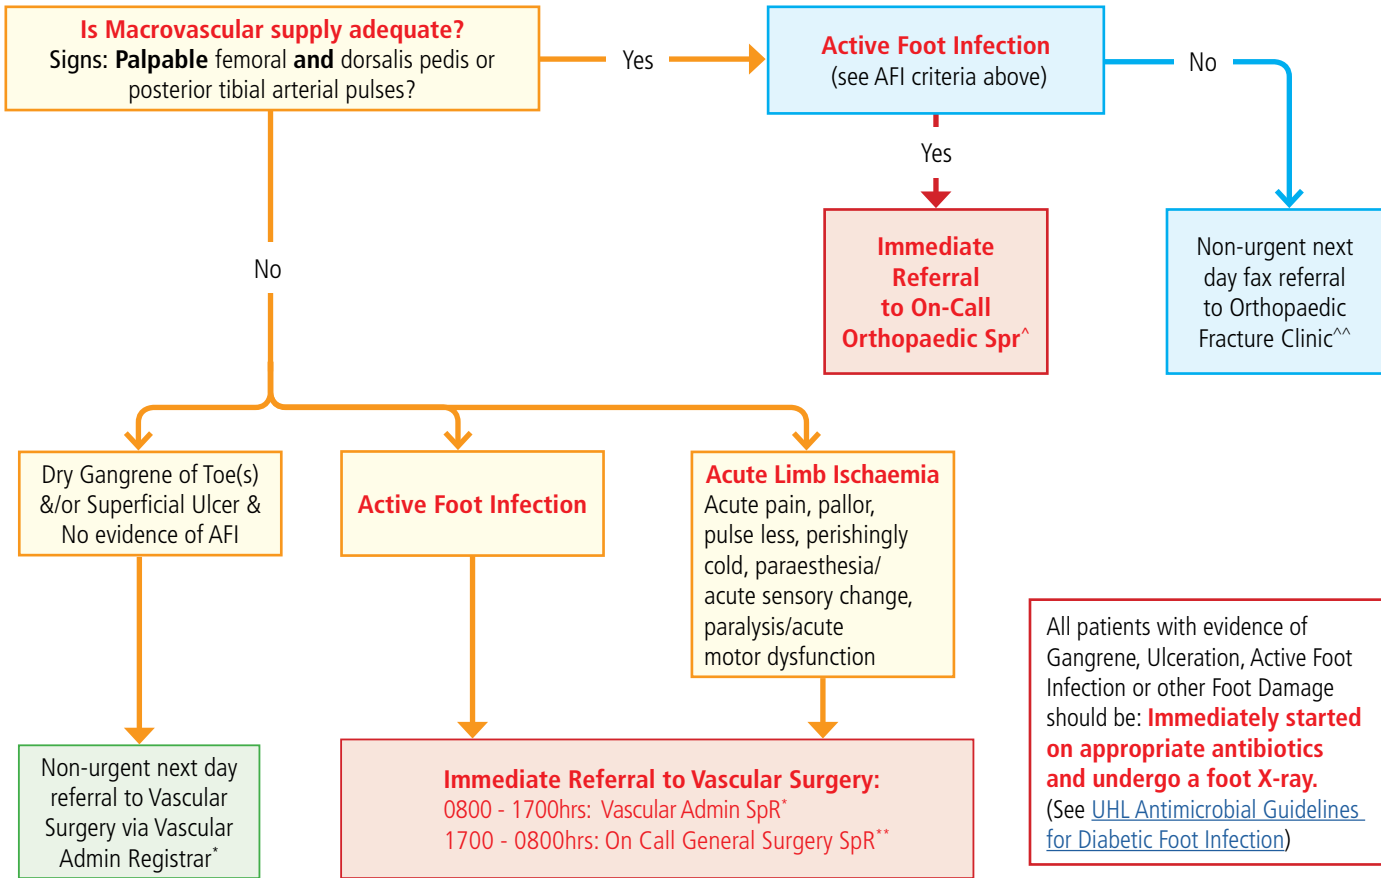 Is Macrovascular supply adequate?
Signs: Palpable femoral and dorsalis pedis or
posterior tibial arterial pulses?
Yes
Active Foot Infection
(see AFI criteria above)
No
Yes
Immediate
Referral
to On-Call
Orthopaedic Spr^
Non-urgent next
day fax referral
to Orthopaedic
Fracture Clinic^^
No
Dry Gangrene of Toe(s)
&/or Superficial Ulcer &
No evidence of AFI
Active Foot Infection
Acute Limb Ischaemia
Acute pain, pallor,
pulse less, perishingly
cold, paraesthesia/
acute sensory change,
paralysis/acute
motor dysfunction
Non-urgent next day
referral to Vascular
Surgery via Vascular
Admin Registrar*
Immediate Referral to Vascular Surgery:
0800 - 1700hrs: Vascular Admin SpR*
1700 - 0800hrs: On Call General Surgery SpR**
All patients with evidence of
Gangrene, Ulceration, Active Foot
Infection or other Foot Damage
should be: Immediately started
on appropriate antibiotics
and undergo a foot X-ray.
(See UHL Antimicrobial Guidelines
for Diabetic Foot Infection)